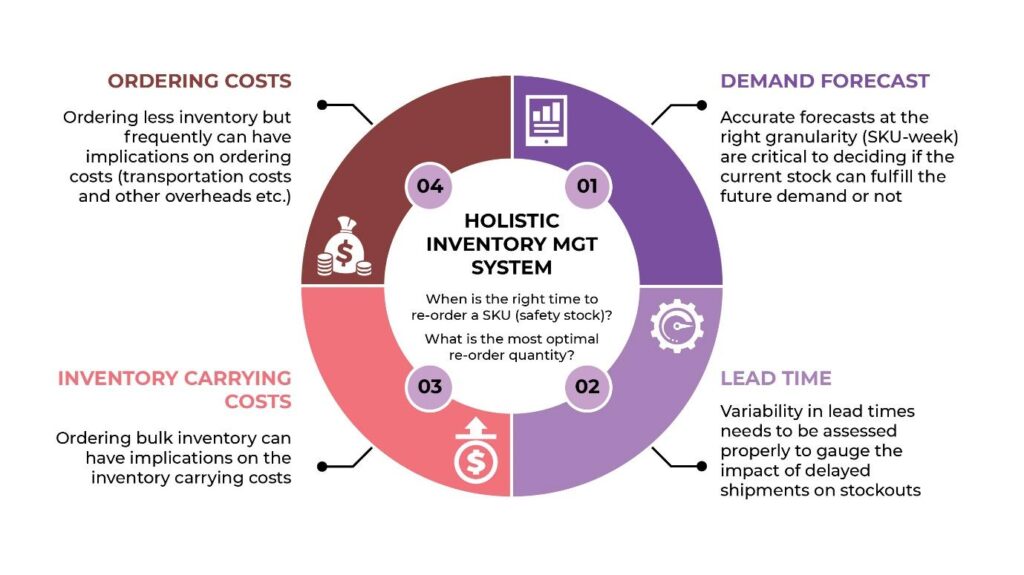 ORDERING COSTS
Ordering less inventory but
frequently can have
implications on ordering
costs (transportation costs
and other overheads etc.)
DEMAND FORECAST
Accurate forecasts at the
right granularity (SKU-week)
are critical to deciding if the
current stock can fulfill the
future demand or not
04
01
HOLISTIC
INVENTORY MGT
SYSTEM
When is the right time to
re-order a SKU (safety stock)?
What is the most optimal
re-order quantity?
03
02
$
$
INVENTORY CARRYING
COSTS
Ordering bulk inventory can
have implications on the
inventory carrying costs
LEAD TIME
Variability in lead times
needs to be assessed
properly to gauge the
impact of delayed
shipments on stockouts